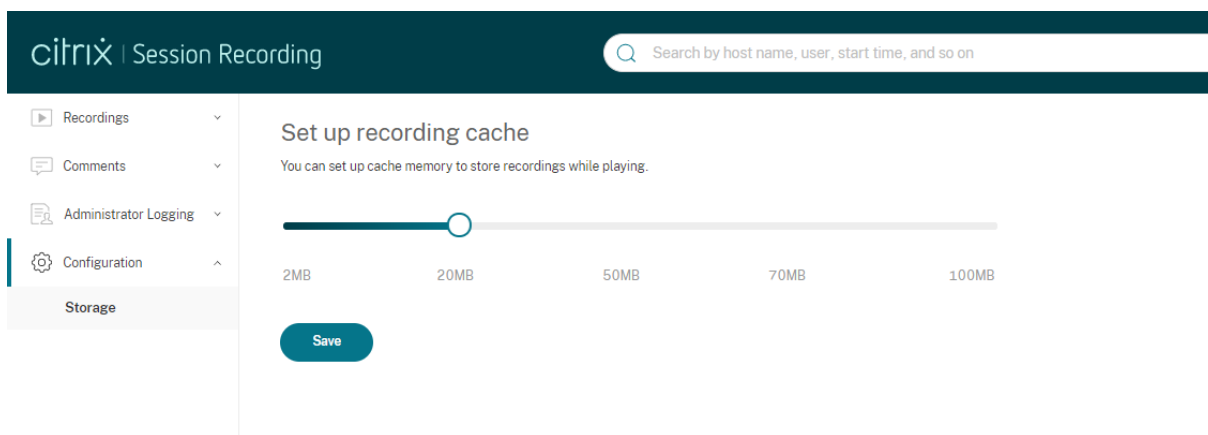 citrix | Session Recording
Search by host name, user, start time, and so on
Recordings
Comments
Administrator Logging
Configuration
Storage
Set up recording cache
You can set up cache memory to store recordings while playing.
2MB 20MB 50MB 70MB 100MB
Save